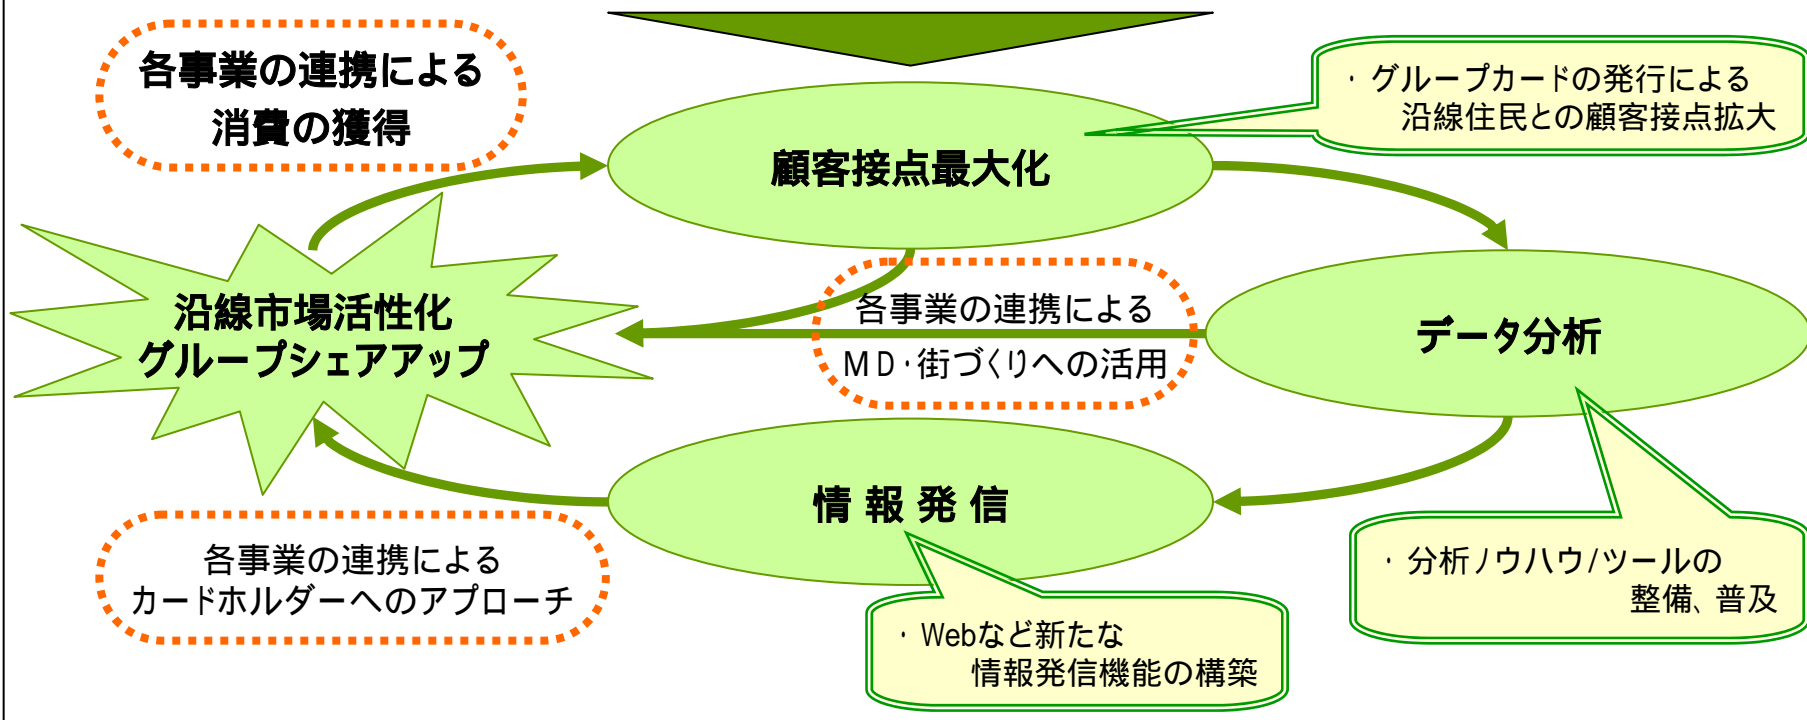 各事業の連携による
消費の獲得
・グループカードの発行による
沿線住民との顧客接点拡大
顧客接点最大化
沿線市場活性化
グループシェアアップ
各事業の連携による
MD・街づくりへの活用
データ分析
情報発信
各事業の連携による
カードホルダーへのアプローチ
・分析ノウハウ/ツールの
整備、普及
・Webなど新たな
情報発信機能の構築